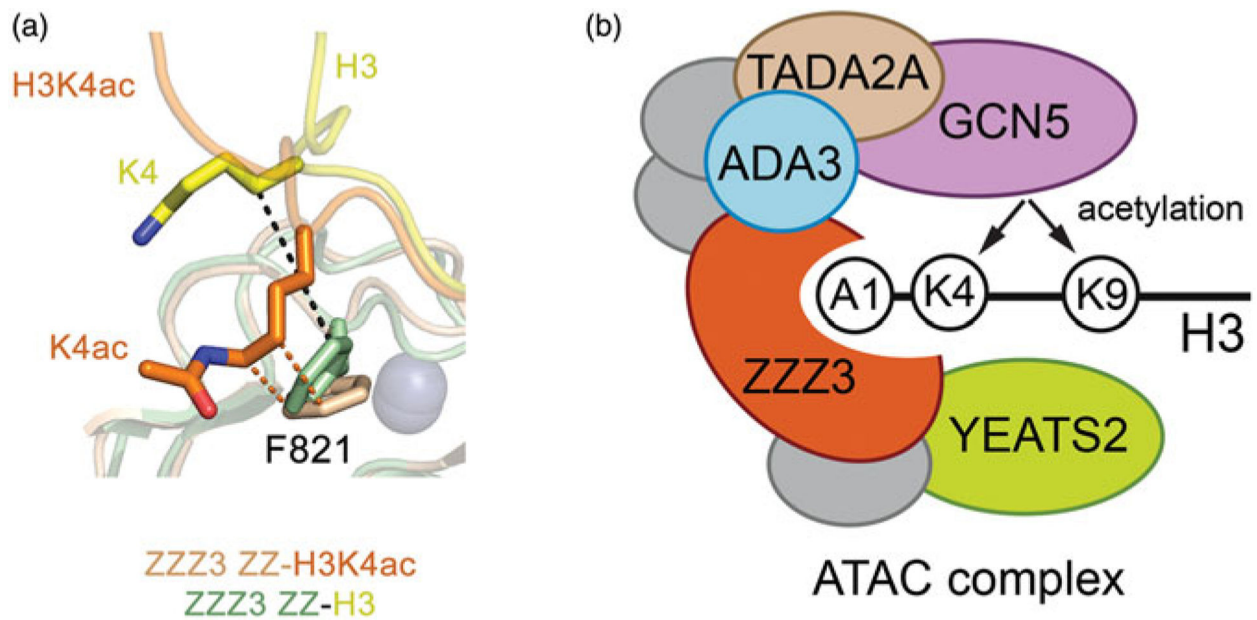 (a)
H3K4ac
H3
K4
K4ac
F821
ZZZ3 ZZ-H3K4ac
ZZZ3 ZZ-H3
(b)
TADA2A
GCN5
ADA3
acetylation
A1
K4
K9
H3
ZZZ3
YEATS2
ATAC complex